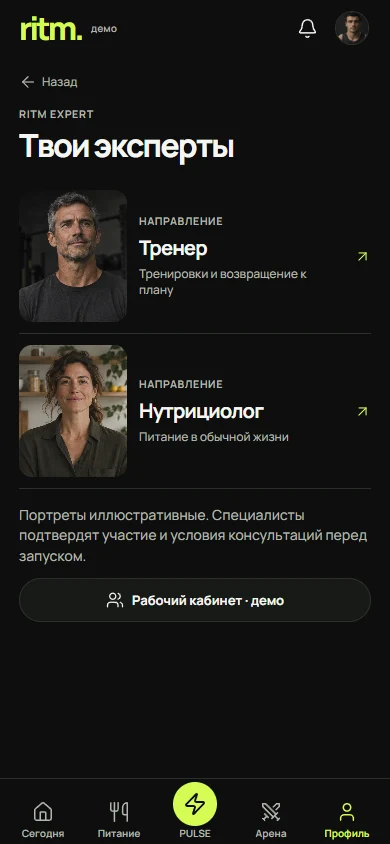 ritm. демо
Назад
RITM EXPERT
Твои эксперты
НАПРАВЛЕНИЕ
Тренер
Тренировки и возвращение к
плану
НАПРАВЛЕНИЕ
Нутрициолог
Питание в обычной жизни
Портреты иллюстративные. Специалисты
подтвердят участие и условия консультаций перед
запуском.
Рабочий кабинет · демо
Сегодня
Питание
PULSE
Арена
Профиль